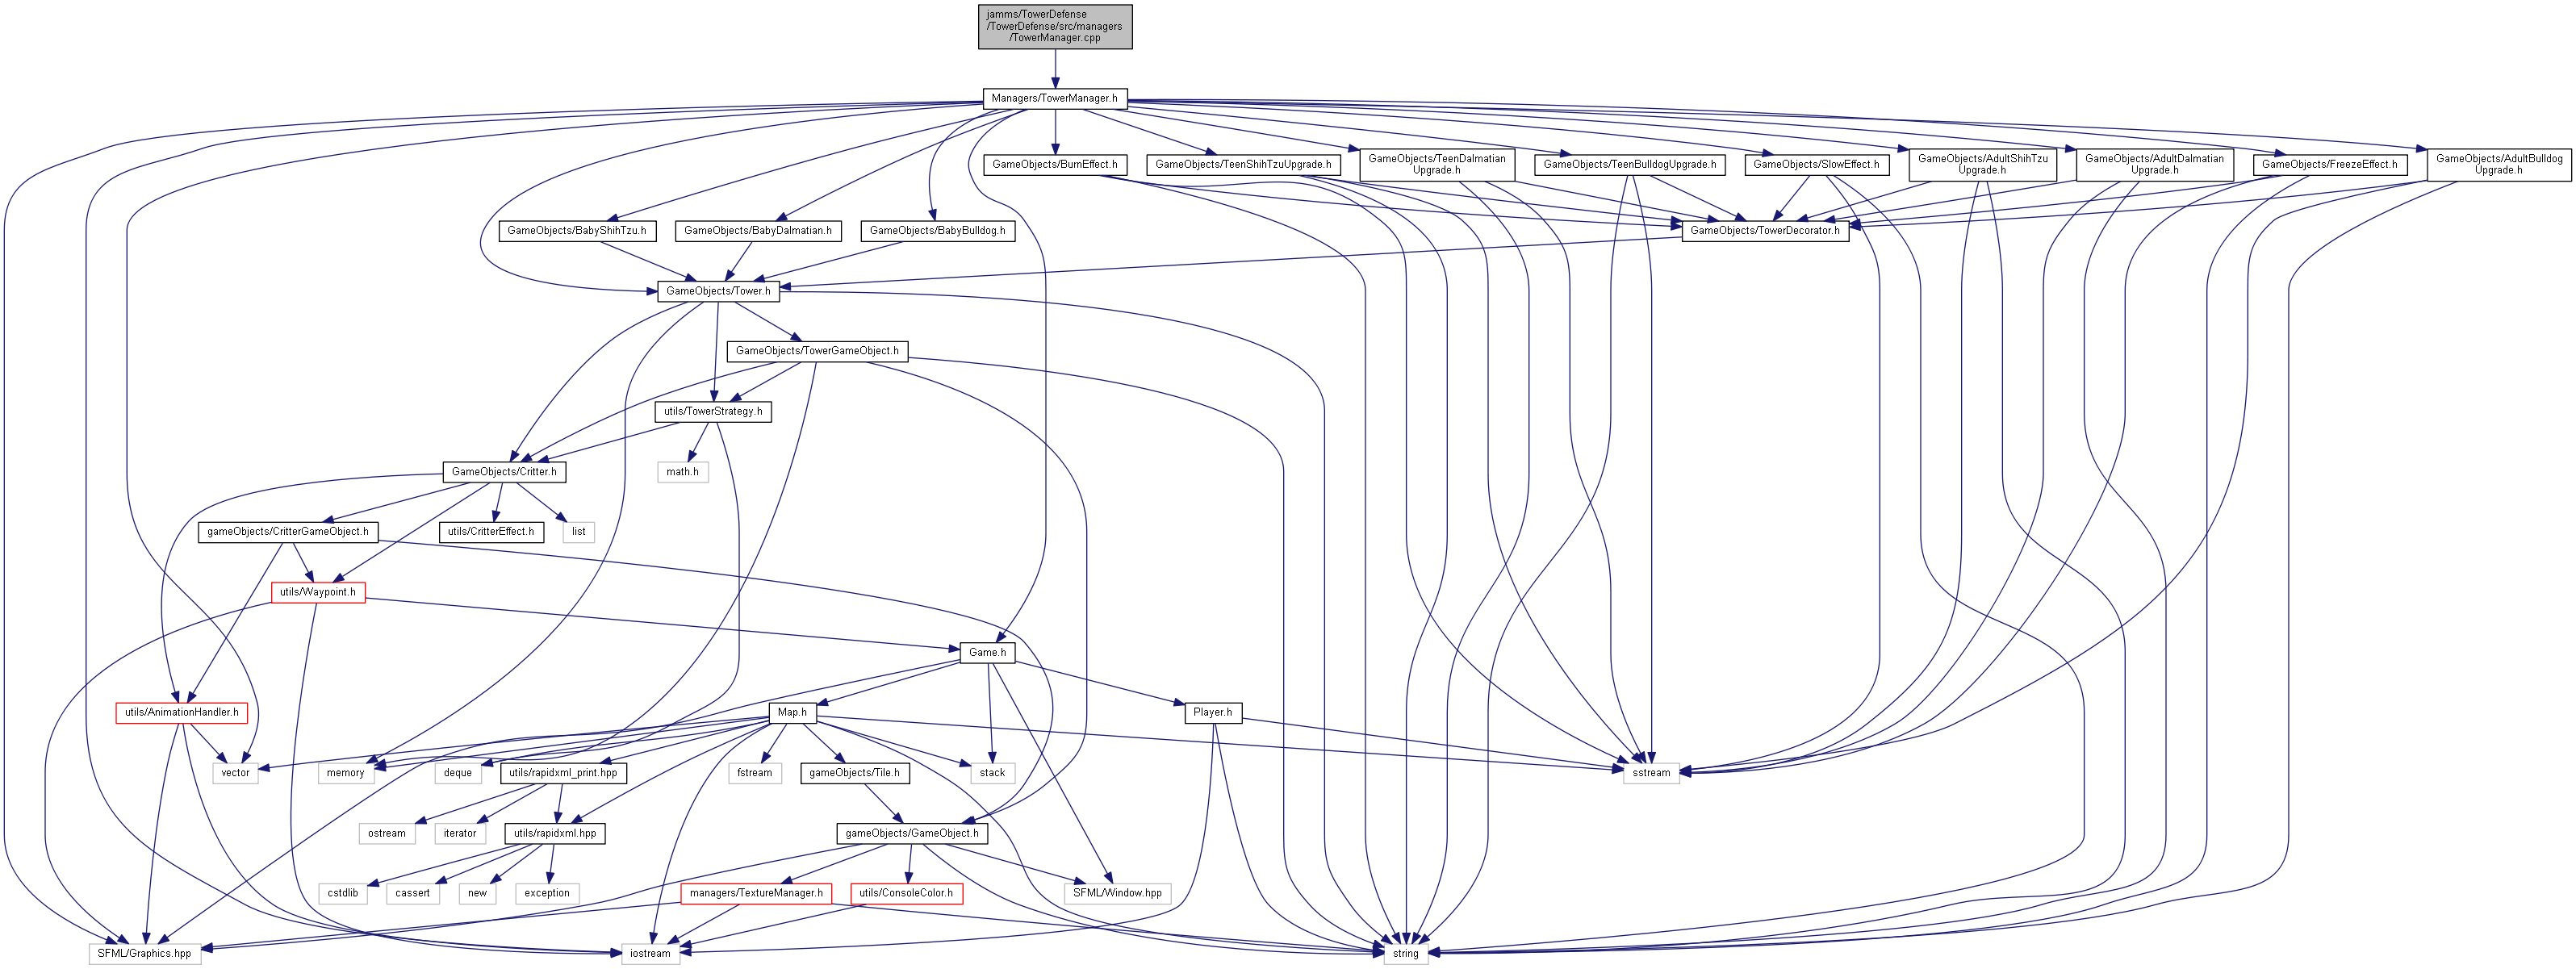 jamms/TowerDefense
/TowerDefense/src/managers
/TowerManager.cpp
Managers/TowerManager.h
GameObjects/BurnEffect.h
GameObjects/TeenShihTzuUpgrade.h
GameObjects/TeenDalmatian
Upgrade.h
GameObjects/TeenBulldogUpgrade.h
GameObjects/SlowEffect.h
GameObjects/AdultShihTzu
Upgrade.h
GameObjects/AdultDalmatian
Upgrade.h
GameObjects/FreezeEffect.h
GameObjects/AdultBulldog
Upgrade.h
GameObjects/BabyShihTzu.h
GameObjects/BabyDalmatian.h
GameObjects/BabyBulldog.h
GameObjects/TowerDecorator.h
GameObjects/Tower.h
GameObjects/TowerGameObject.h
utils/TowerStrategy.h
GameObjects/Critter.h
math.h
gameObjects/CritterGameObject.h
utils/CritterEffect.h
list
utils/Waypoint.h
Game.h
utils/AnimationHandler.h
Map.h
Player.h
vector
memory
deque
utils/rapidxml_print.hpp
fstream
gameObjects/Tile.h
stack
sstream
ostream
iterator
utils/rapidxml.hpp
gameObjects/GameObject.h
cstdlib
cassert
new
exception
managers/TextureManager.h
utils/ConsoleColor.h
SFML/Window.hpp
SFML/Graphics.hpp
iostream
string